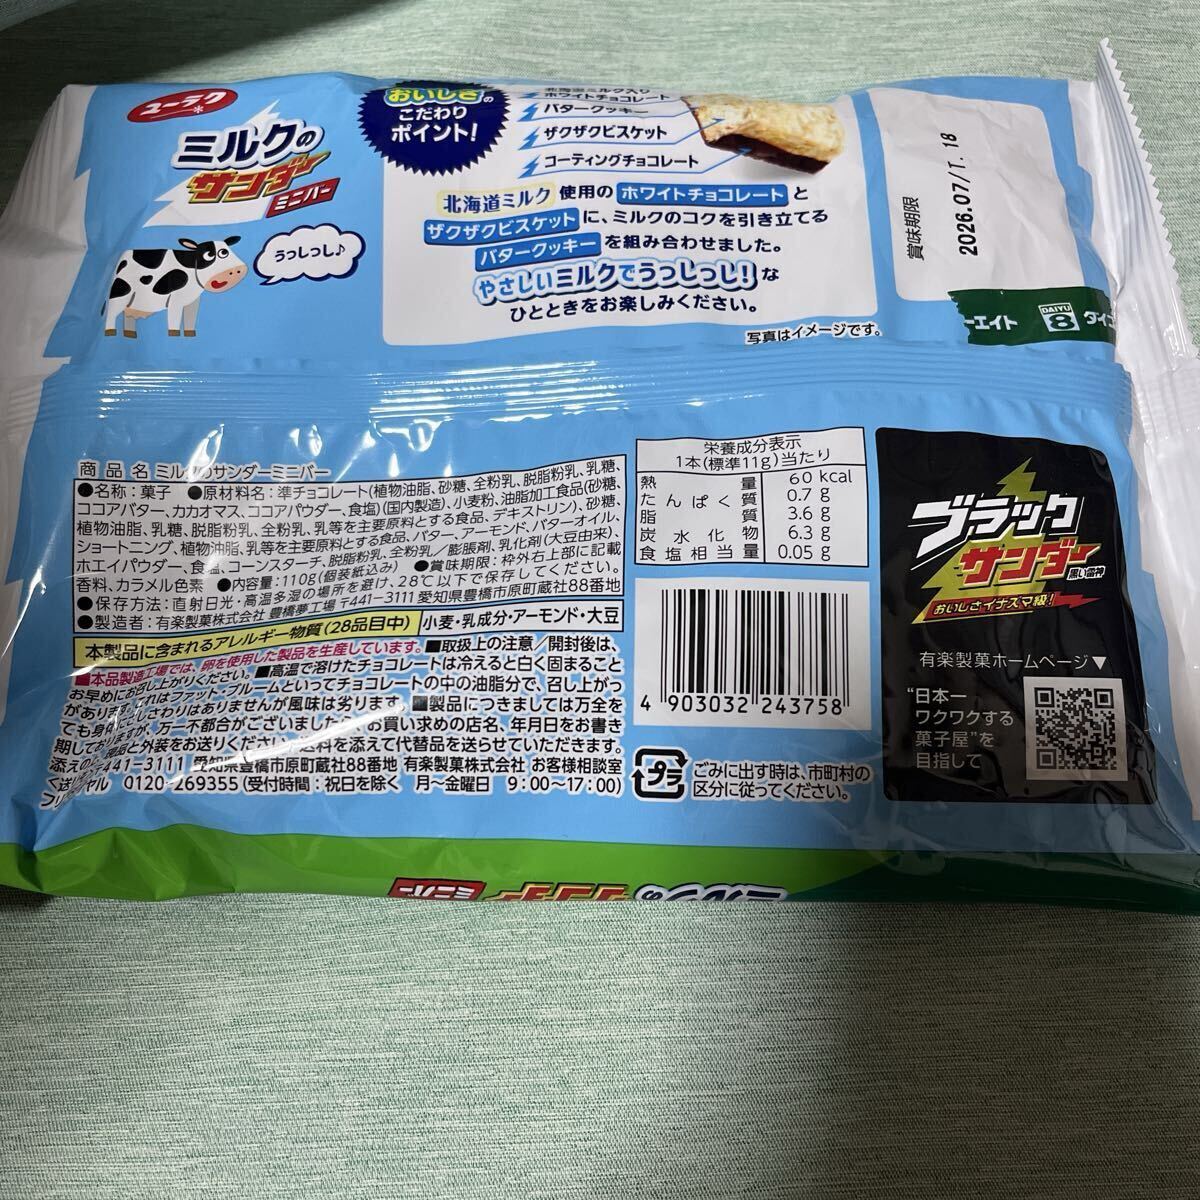 ユーラク
ミルクの
サンダー
ミニバー
うっしっし♪
おいしさの
こだわり
ポイント!
北海道ミルク入り
ホワイトチョコレート
バタークッキー
ザクザクビスケット
コーティングチョコレート
北海道ミルク 使用の ホワイトチョコレート と
ザクザクビスケット に、ミルクのコクを引き立てる
バタークッキー を組み合わせました。
やさしいミルクでうっしっし! な
ひとときをお楽しみください。
写真はイメージです。
賞味期限
2026.07/T. 18
ーエイト
DAIYU
8
ダイ
商品名 ミルクのサンダーミニバー
●名称:菓子 ●原材料名:準チョコレート(植物油脂、砂糖、全粉乳、脱脂粉乳、乳糖、
ココアバター、カカオマス、ココアパウダー、食塩)(国内製造)、小麦粉、油脂加工食品(砂糖、
植物油脂、乳糖、脱脂粉乳、全粉乳、乳等を主要原料とする食品、デキストリン)、砂糖、
ショートニング、植物油脂、乳等を主要原料とする食品、バター、アーモンド、バターオイル、
ホエイパウダー、食塩、コーンスターチ、脱脂粉乳、全粉乳/膨脹剤、乳化剤(大豆由来)、
香料、カラメル色素 ●内容量:110g(個装紙込み) ●賞味期限:枠外右上部に記載
●保存方法:直射日光・高温多湿の場所を避け、28℃以下で保存してください。
●製造者:有楽製菓株式会社 豊橋夢工場 〒441-3111 愛知県豊橋市原町蔵社88番地
本製品に含まれるアレルギー物質(28品目中) 小麦・乳成分・アーモンド・大豆
■本品製造工場では、卵を使用した製品を生産しています。■取扱上の注意/開封後は、
お早めにお召し上がりください。■高温で溶けたチョコレートは冷えると白く固まること
があります。これはファット・ブルームといってチョコレートの中の油脂分で、召し上がっ
ても身体にさしさわりはありませんが風味は劣ります。■製品につきましては万全を
期しておりますが、万一不都合がございましたら、お買い求めの店名、年月日をお書き
添えの上、現品と外装をお送りください。送料を添えて代替品を送らせていただきます。
〈送り先〉〒441-3111 愛知県豊橋市原町蔵社88番地 有楽製菓株式会社 お客様相談室
フリーダイヤル 0120-269355(受付時間:祝日を除く 月〜金曜日 9:00〜17:00)
栄養成分表示
1本(標準11g)当たり
熱量 60 kcal
たんぱく質 0.7 g
脂質 3.6 g
炭水化物 6.3 g
食塩相当量 0.05 g
4 903032 243758
プラ
ごみに出す時は、市町村の
区分に従ってください。
ブラック
サンダー
黒い雷神
おいしさイナズマ級!
有楽製菓ホームページ▼
“日本一
ワクワクする
菓子屋”を
目指して
ミルクの
サンダー
ミニバー